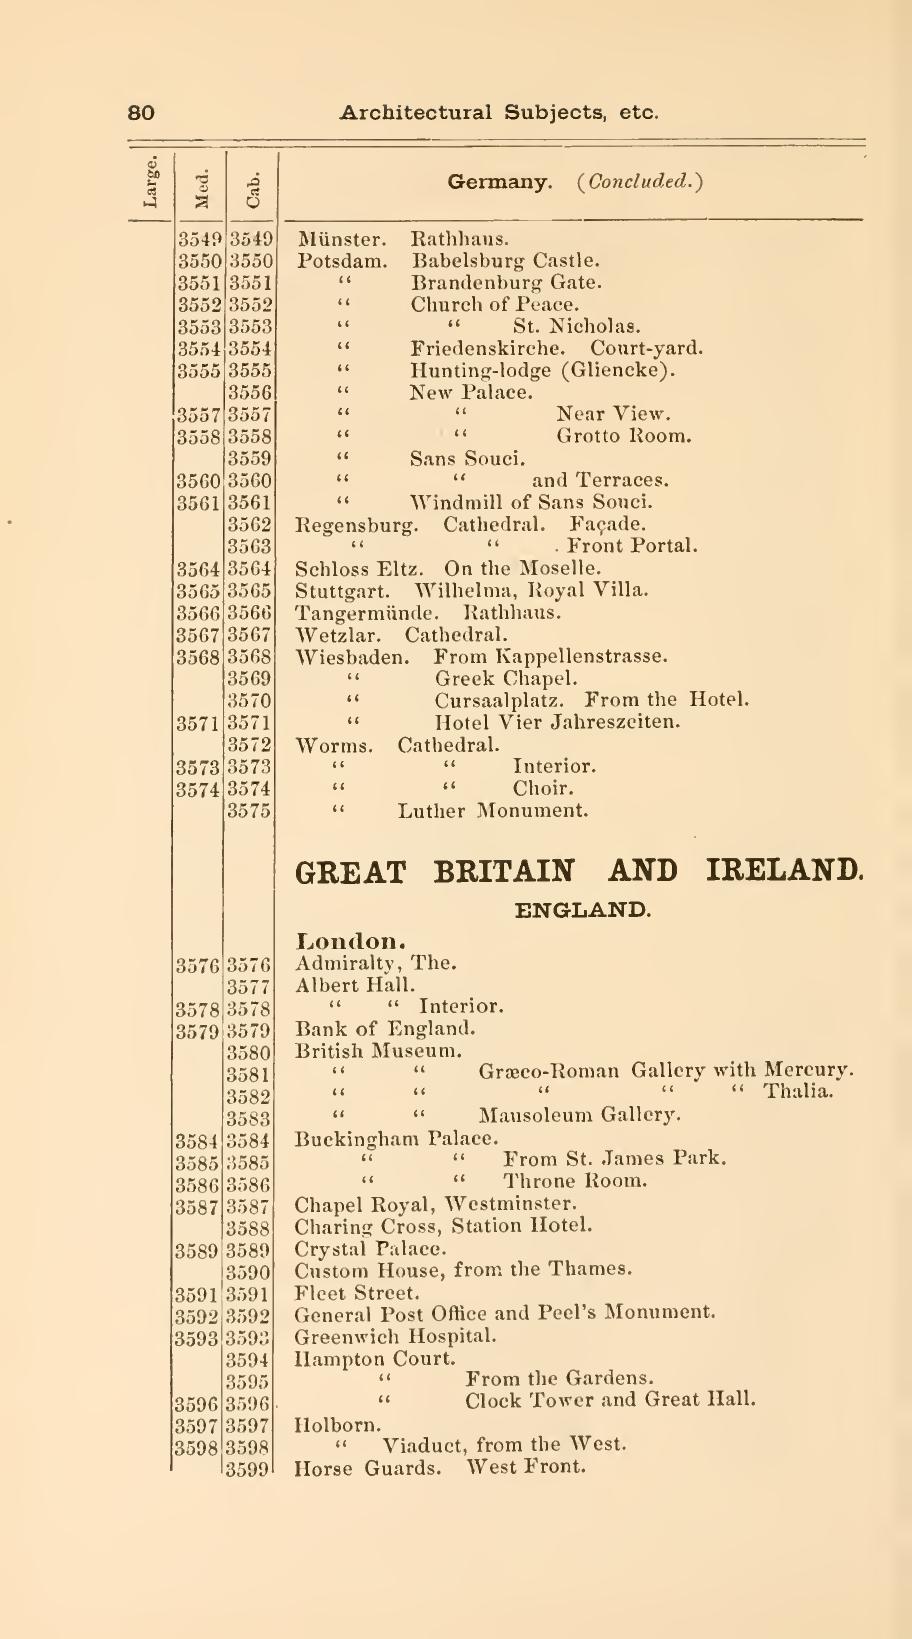 80 Architectural Subjects, etc.
Large. Med. Cab. Germany. (Concluded.)
3549 3549 Münster. Rathhaus.
3550 3550 Potsdam. Babelsburg Castle.
3551 3551 “ Brandenburg Gate.
3552 3552 “ Church of Peace.
3553 3553 “ “ St. Nicholas.
3554 3554 “ Friedenskirche. Court-yard.
3555 3555 “ Hunting-lodge (Gliencke).
3556 “ New Palace.
3557 3557 “ “ Near View.
3558 3558 “ “ Grotto Room.
3559 “ Sans Souci.
3560 3560 “ “ and Terraces.
3561 3561 “ Windmill of Sans Souci.
3562 Regensburg. Cathedral. Façade.
3563 “ “ Front Portal.
3564 3564 Schloss Eltz. On the Moselle.
3565 3565 Stuttgart. Wilhelma, Royal Villa.
3566 3566 Tangermünde. Rathhaus.
3567 3567 Wetzlar. Cathedral.
3568 3568 Wiesbaden. From Kappellenstrasse.
3569 “ Greek Chapel.
3570 “ Cursaalplatz. From the Hotel.
3571 3571 “ Hotel Vier Jahreszeiten.
3572 Worms. Cathedral.
3573 3573 “ “ Interior.
3574 3574 “ “ Choir.
3575 “ Luther Monument.
GREAT BRITAIN AND IRELAND.
ENGLAND.
London.
3576 3576 Admiralty, The.
3577 Albert Hall.
3578 3578 “ “ Interior.
3579 3579 Bank of England.
3580 British Museum.
3581 “ “ Græco-Roman Gallery with Mercury.
3582 “ “ “ “ “ Thalia.
3583 “ “ Mausoleum Gallery.
3584 3584 Buckingham Palace.
3585 3585 “ “ From St. James Park.
3586 3586 “ “ Throne Room.
3587 3587 Chapel Royal, Westminster.
3588 Charing Cross, Station Hotel.
3589 3589 Crystal Palace.
3590 Custom House, from the Thames.
3591 3591 Fleet Street.
3592 3592 General Post Office and Peel's Monument.
3593 3593 Greenwich Hospital.
3594 Hampton Court.
3595 “ From the Gardens.
3596 3596 “ Clock Tower and Great Hall.
3597 3597 Holborn.
3598 3598 “ Viaduct, from the West.
3599 Horse Guards. West Front.